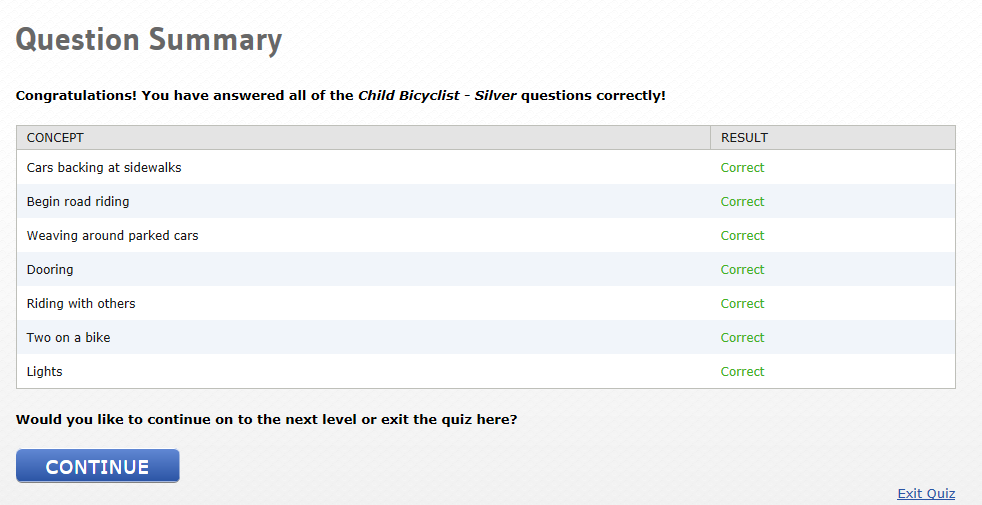 Question Summary
Congratulations! You have answered all of the Child Bicyclist - Silver questions correctly!
CONCEPT RESULT
Cars backing at sidewalks Correct
Begin road riding Correct
Weaving around parked cars Correct
Dooring Correct
Riding with others Correct
Two on a bike Correct
Lights Correct
Would you like to continue on to the next level or exit the quiz here?
CONTINUE
Exit Quiz